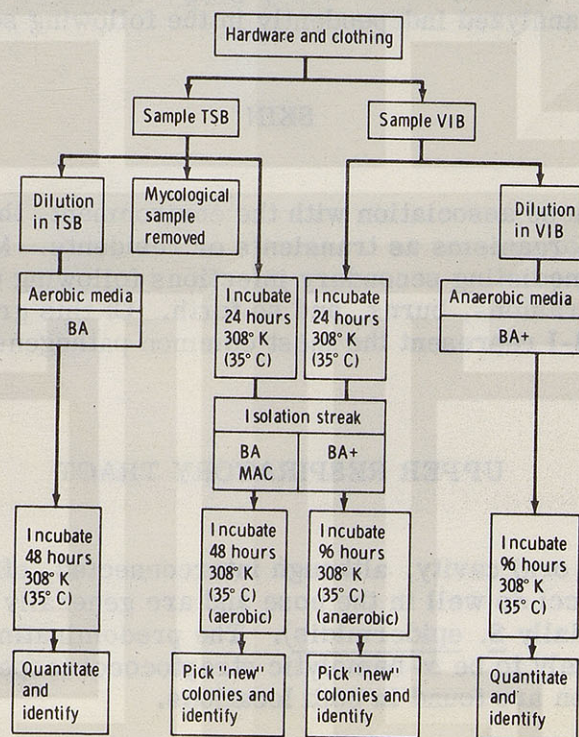 Hardware and clothing
Sample TSB
Sample VIB
Dilution
in TSB
Mycological
sample
removed
Dilution
in VIB
Aerobic media
BA
Incubate
24 hours
308° K
(35° C)
Incubate
24 hours
308° K
(35° C)
Anaerobic media
BA+
Isolation streak
BA
MAC
BA+
Incubate
48 hours
308° K
(35° C)
Incubate
48 hours
308° K
(35° C)
(aerobic)
Incubate
96 hours
308° K
(35° C)
(anaerobic)
Incubate
96 hours
308° K
(35° C)
Quantitate
and
identify
Pick "new"
colonies and
identify
Pick "new"
colonies and
identify
Quantitate
and
identify